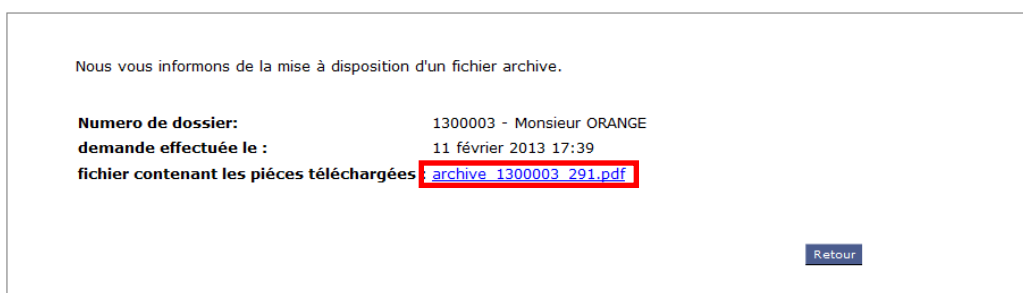 Nous vous informons de la mise à disposition d'un fichier archive.
Numero de dossier: 1300003 - Monsieur ORANGE
demande effectuée le : 11 février 2013 17:39
fichier contenant les piéces téléchargées : archive_1300003_291.pdf
Retour